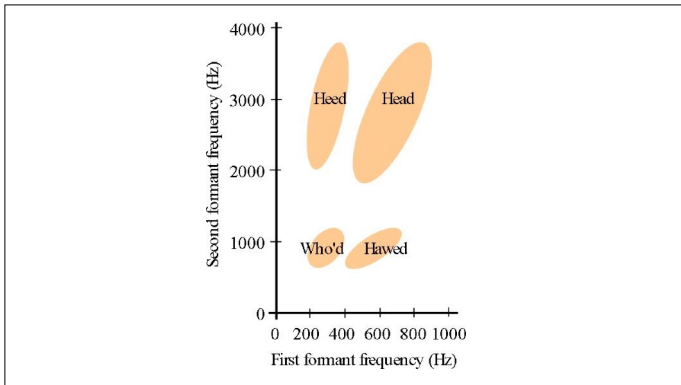 4000
Second formant frequency (Hz)
Heed Head
3000
2000
1000
Who'd Hawed
0
0 200 400 600 800 1000
First formant frequency (Hz)